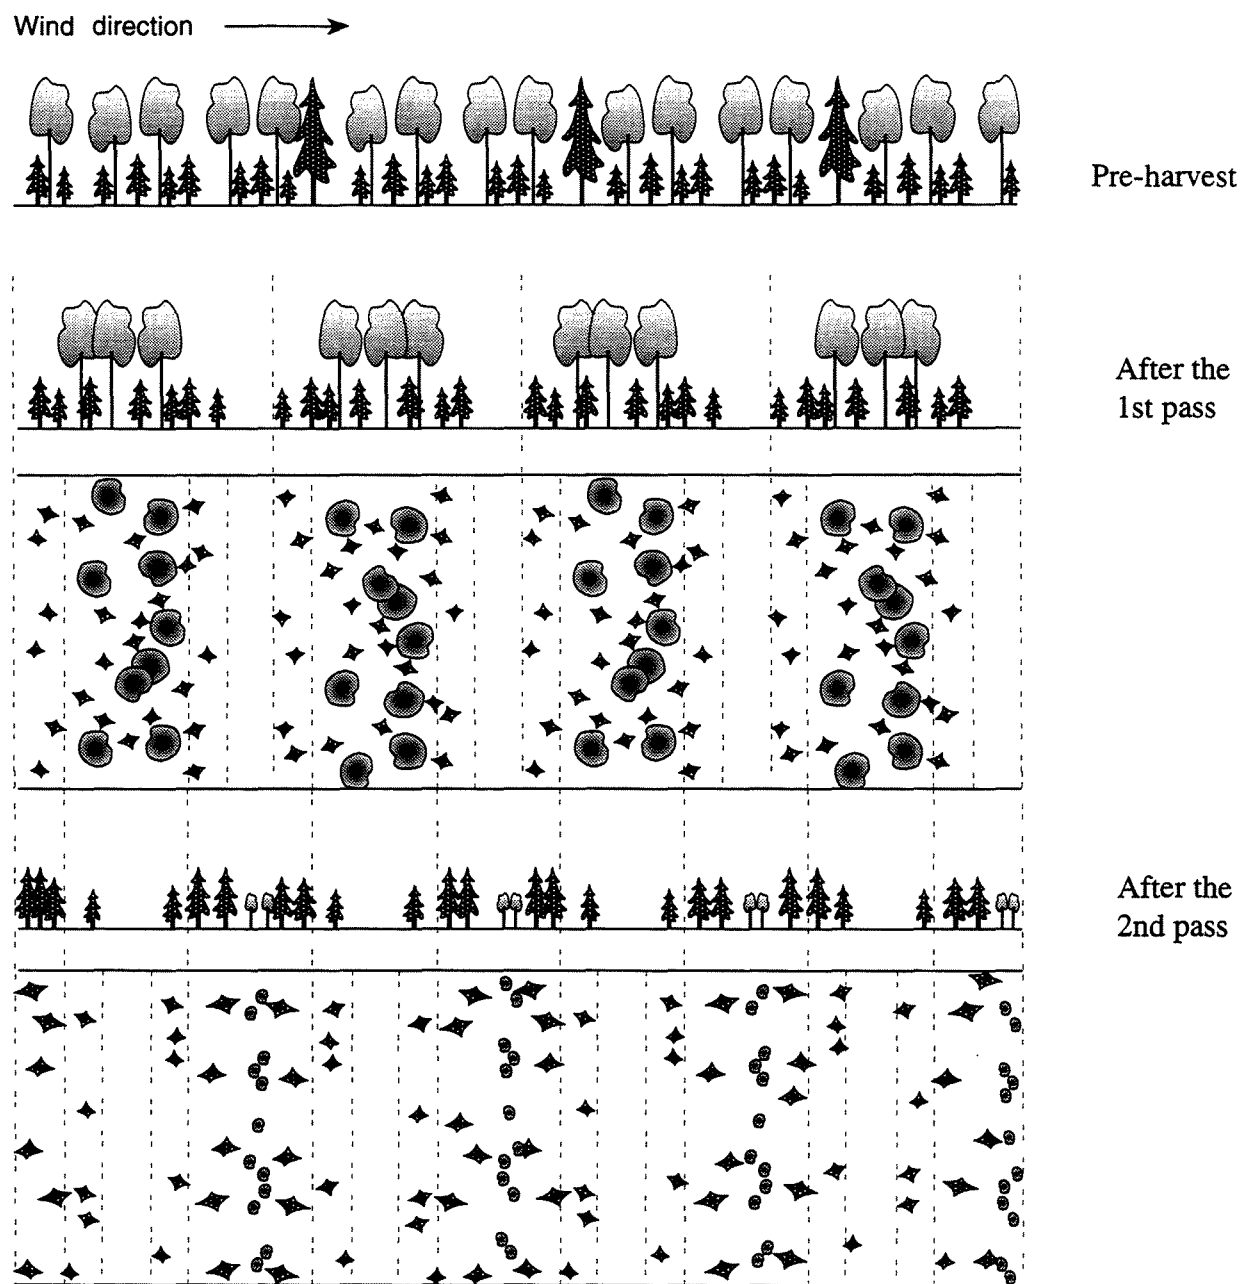 Wind direction
Pre-harvest
After the
1st pass
After the
2nd pass